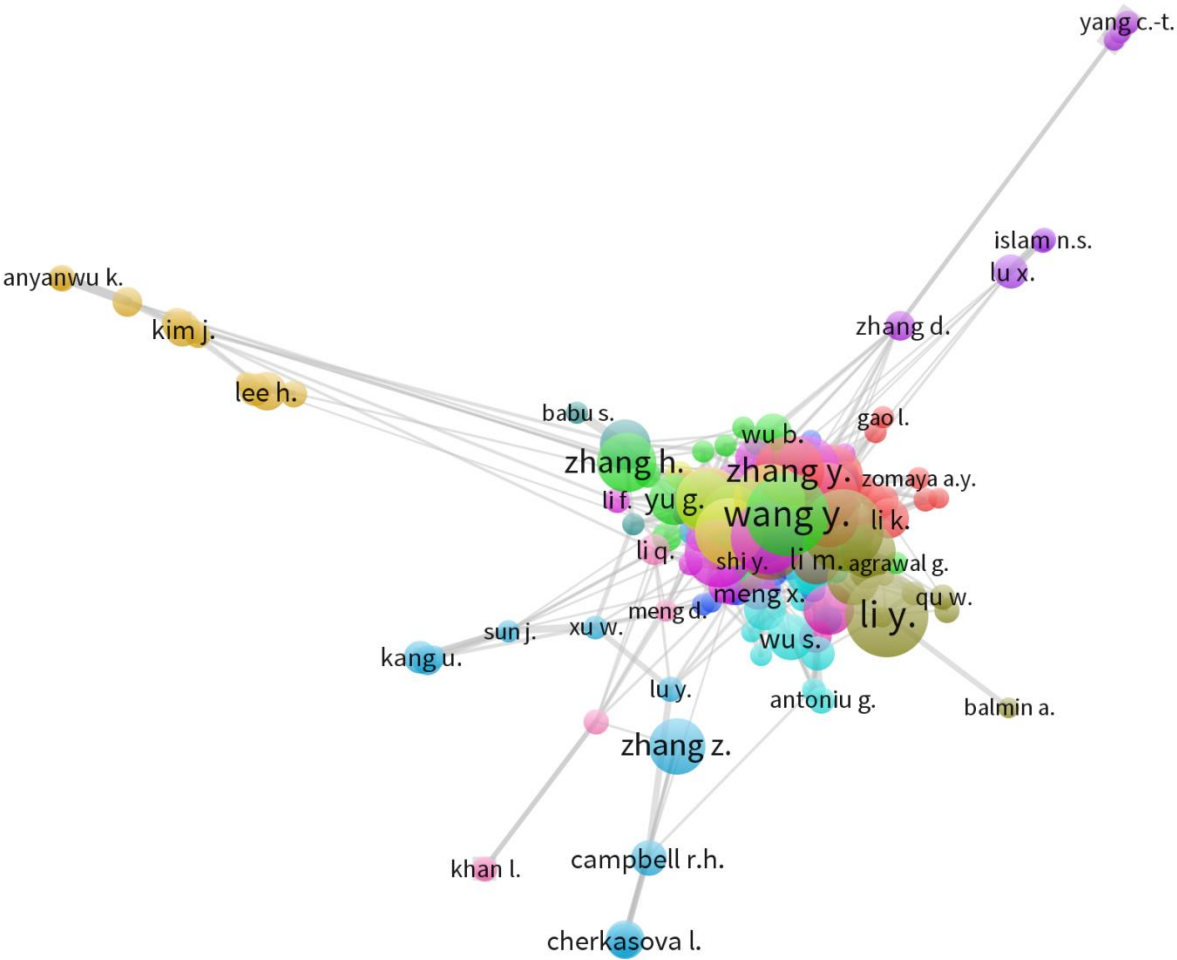 yang c.-t.
islam n.s.
lu x.
anyanwu k.
kim j.
zhang d.
lee h.
babu s.
gao l.
wu b.
zhang h.
zhang y.
zomaya a.y.
li f.
yu g.
wang y.
li k.
li q.
shi y.
li m.
agrawal g.
meng x.
qu w.
meng d.
li y.
sun j.
xu w.
wu s.
kang u.
lu y.
antoniu g.
balmin a.
zhang z.
khan l.
campbell r.h.
cherkasova l.